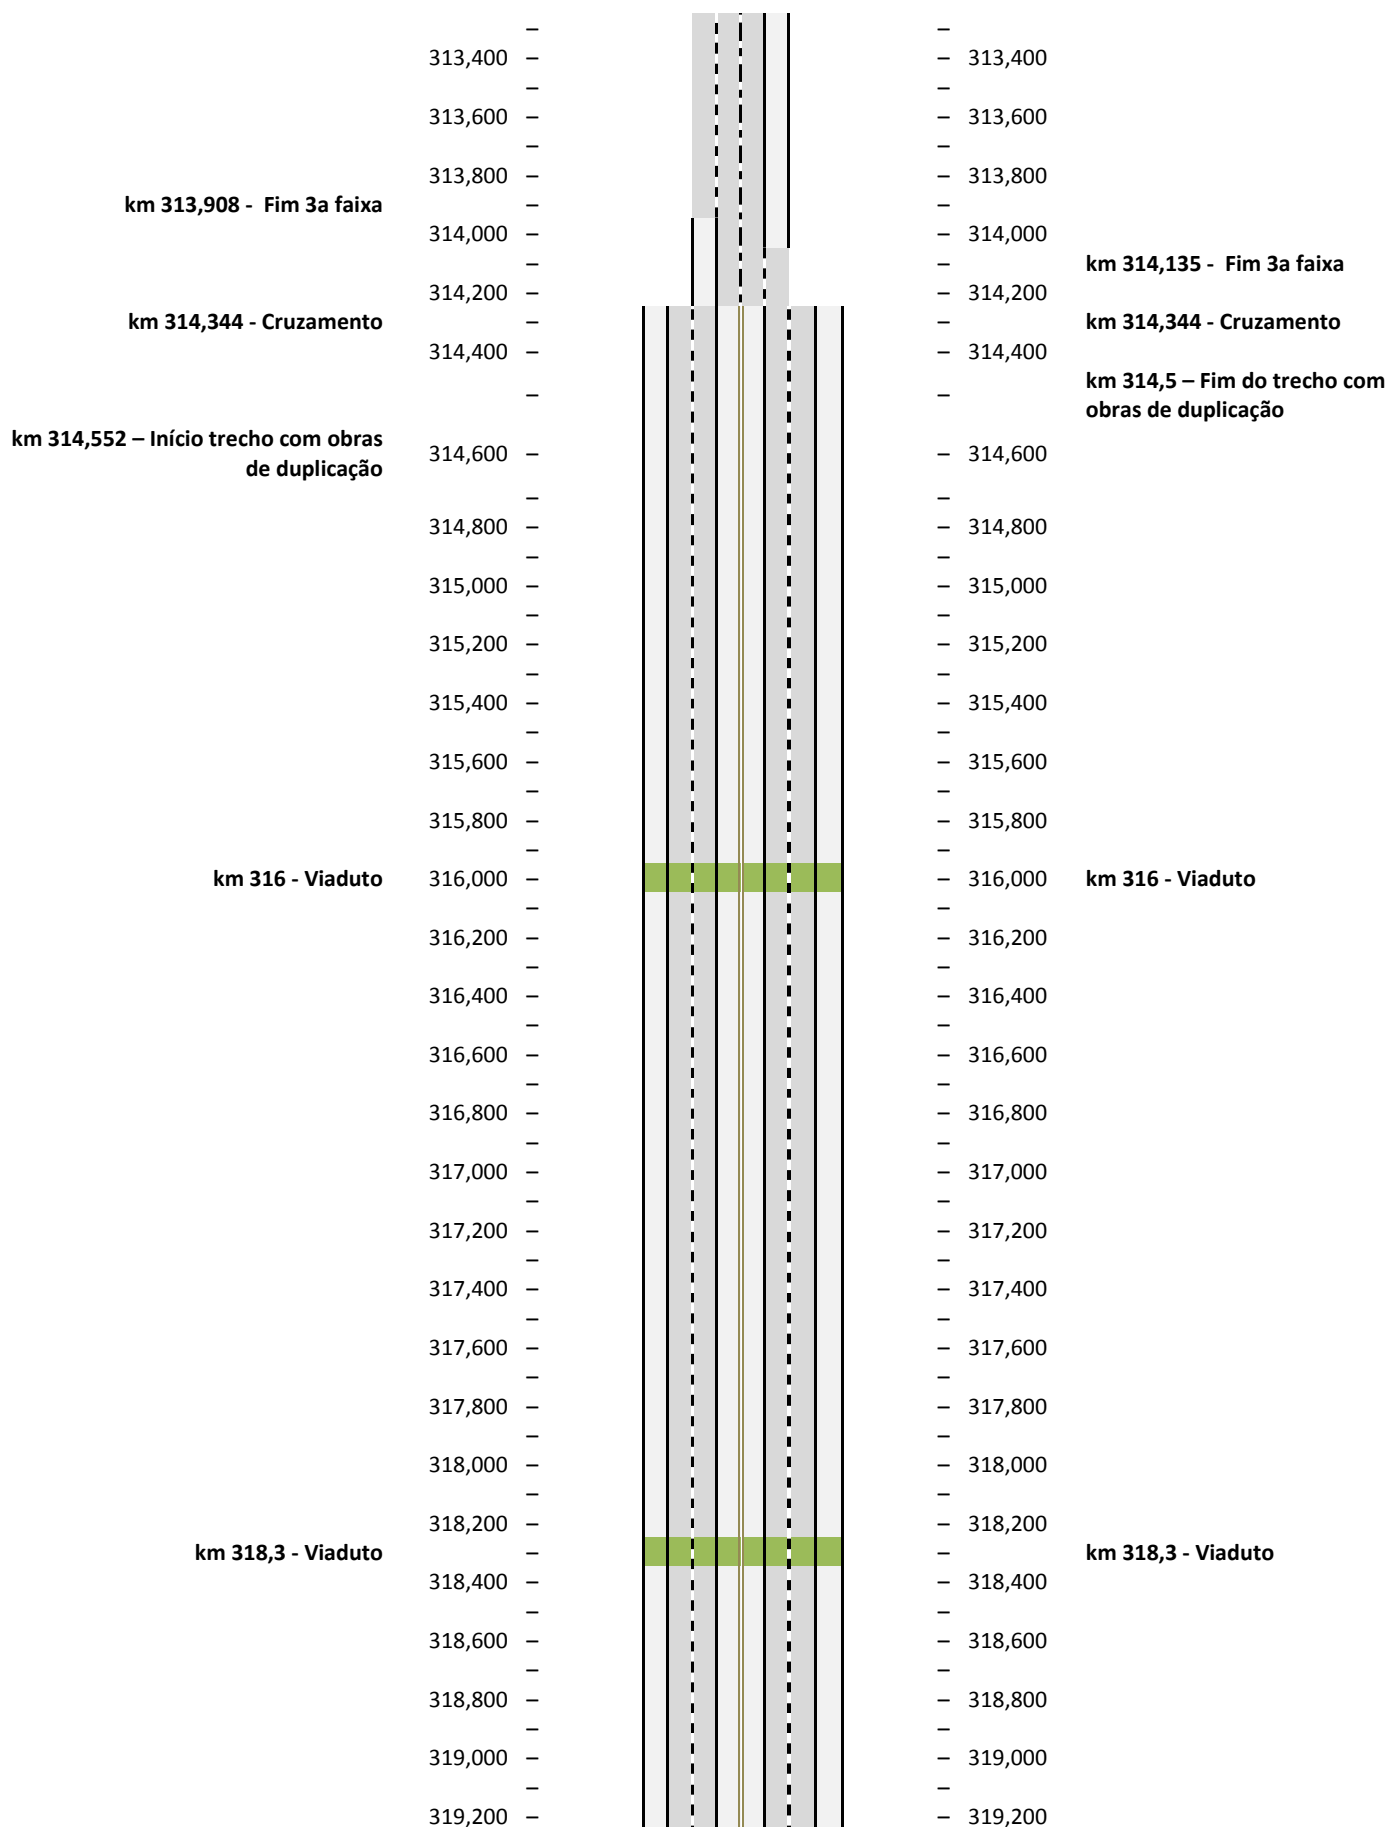 313,400 – – 313,400
313,600 – – 313,600
313,800 – – 313,800
km 313,908 - Fim 3a faixa
314,000 – – 314,000
km 314,135 - Fim 3a faixa
314,200 – – 314,200
km 314,344 - Cruzamento km 314,344 - Cruzamento
314,400 – – 314,400
km 314,5 – Fim do trecho com
obras de duplicação
km 314,552 – Início trecho com obras
de duplicação
314,600 – – 314,600
314,800 – – 314,800
315,000 – – 315,000
315,200 – – 315,200
315,400 – – 315,400
315,600 – – 315,600
315,800 – – 315,800
km 316 - Viaduto 316,000 – – 316,000 km 316 - Viaduto
316,200 – – 316,200
316,400 – – 316,400
316,600 – – 316,600
316,800 – – 316,800
317,000 – – 317,000
317,200 – – 317,200
317,400 – – 317,400
317,600 – – 317,600
317,800 – – 317,800
318,000 – – 318,000
318,200 – – 318,200
km 318,3 - Viaduto km 318,3 - Viaduto
318,400 – – 318,400
318,600 – – 318,600
318,800 – – 318,800
319,000 – – 319,000
319,200 – – 319,200